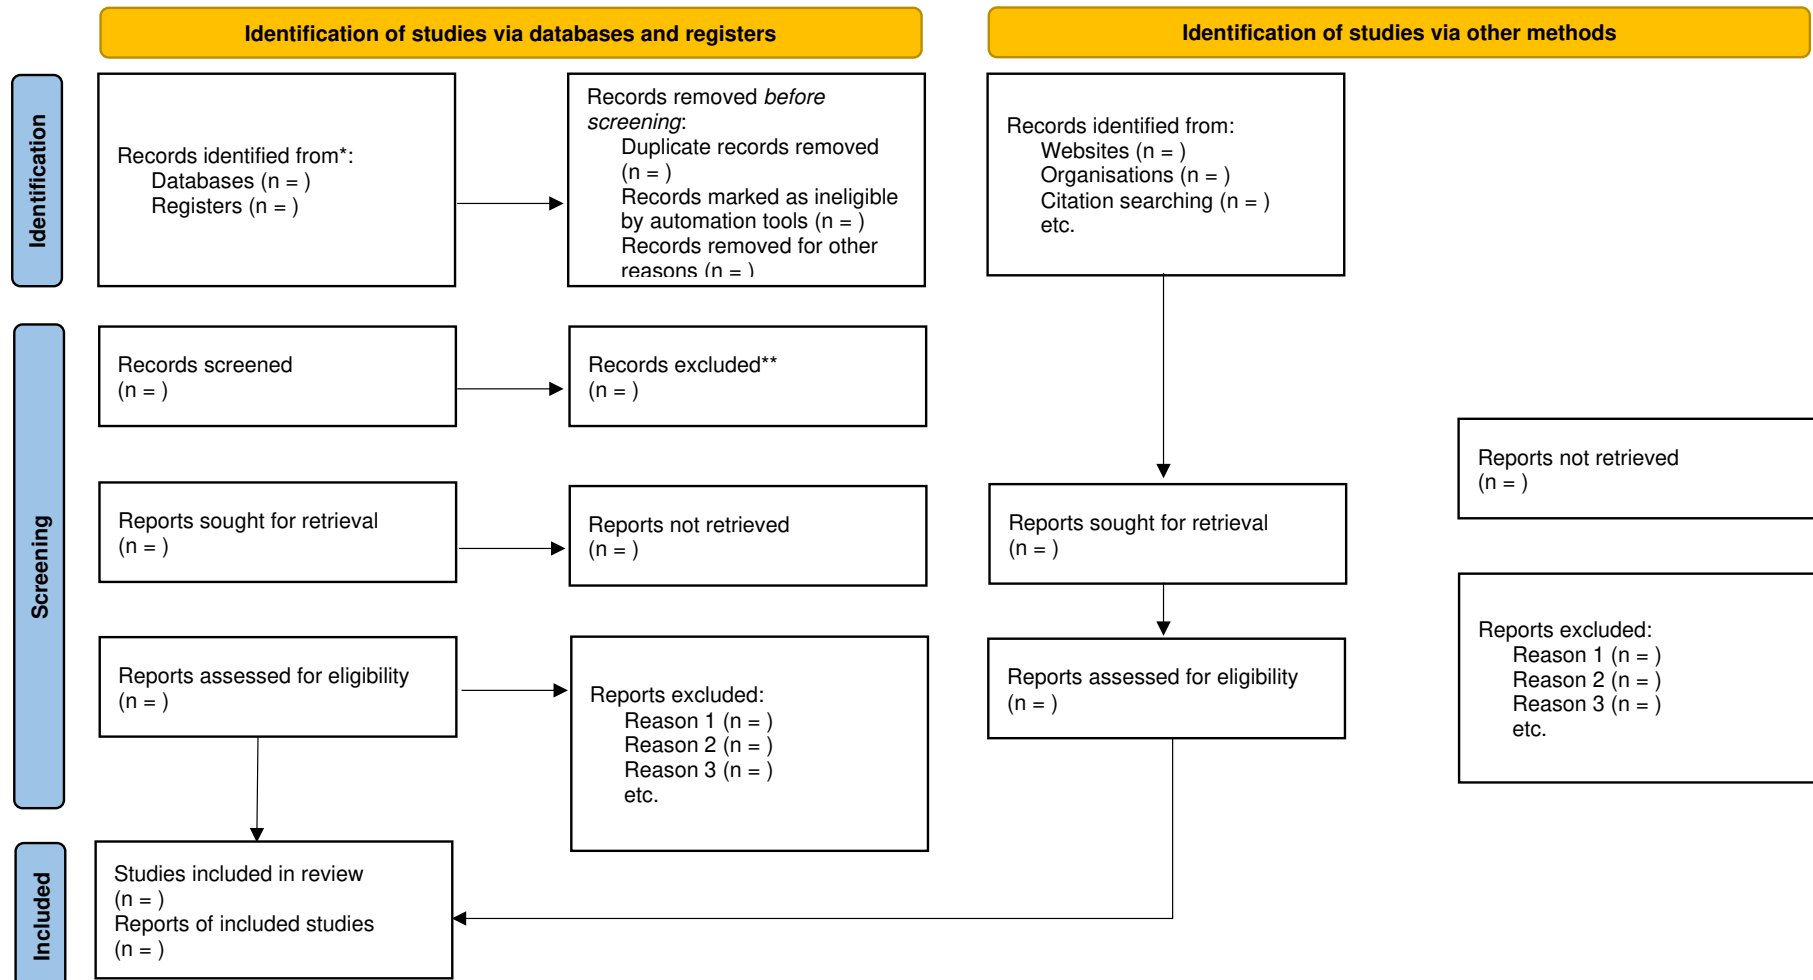 Identification of studies via databases and registers
Identification of studies via other methods
Identification
Records identified from*:
Databases (n = )
Registers (n = )
Records removed before
screening:
Duplicate records removed
(n = )
Records marked as ineligible
by automation tools (n = )
Records removed for other
reasons (n = )
Records identified from:
Websites (n = )
Organisations (n = )
Citation searching (n = )
etc.
Screening
Records screened
(n = )
Records excluded**
(n = )
Reports sought for retrieval
(n = )
Reports not retrieved
(n = )
Reports sought for retrieval
(n = )
Reports not retrieved
(n = )
Reports assessed for eligibility
(n = )
Reports excluded:
Reason 1 (n = )
Reason 2 (n = )
Reason 3 (n = )
etc.
Reports assessed for eligibility
(n = )
Reports excluded:
Reason 1 (n = )
Reason 2 (n = )
Reason 3 (n = )
etc.
Included
Studies included in review
(n = )
Reports of included studies
(n = )